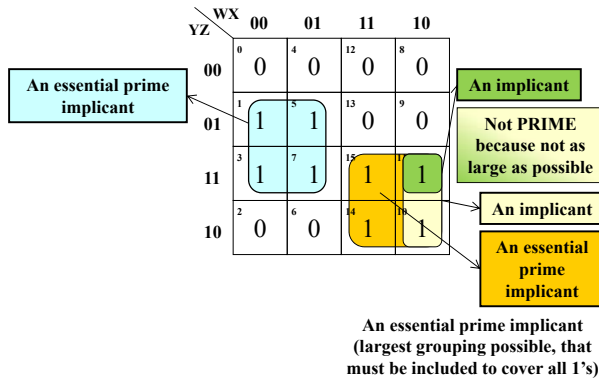 WX
YZ
00 01 11 10
0 4 12 8
00 0 0 0 0
An essential prime
implicant
An implicant
1 5 13 9
01 1 1 0 0
Not PRIME
because not as
large as possible
3 7 15
11 1 1 1 1
An implicant
2 6 14 10
10 0 0 1 1
An essential
prime
implicant
An essential prime implicant
(largest grouping possible, that
must be included to cover all 1's)